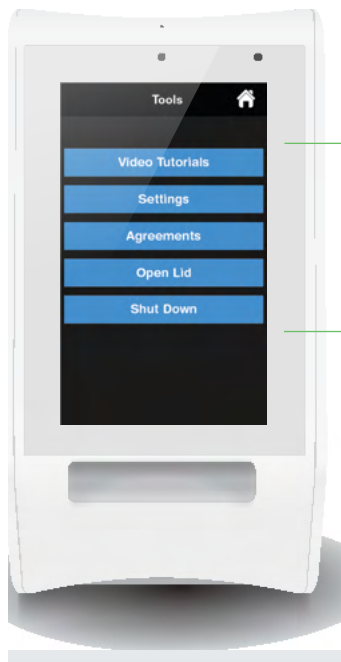 Tools
Video Tutorials
Settings
Agreements
Open Lid
Shut Down